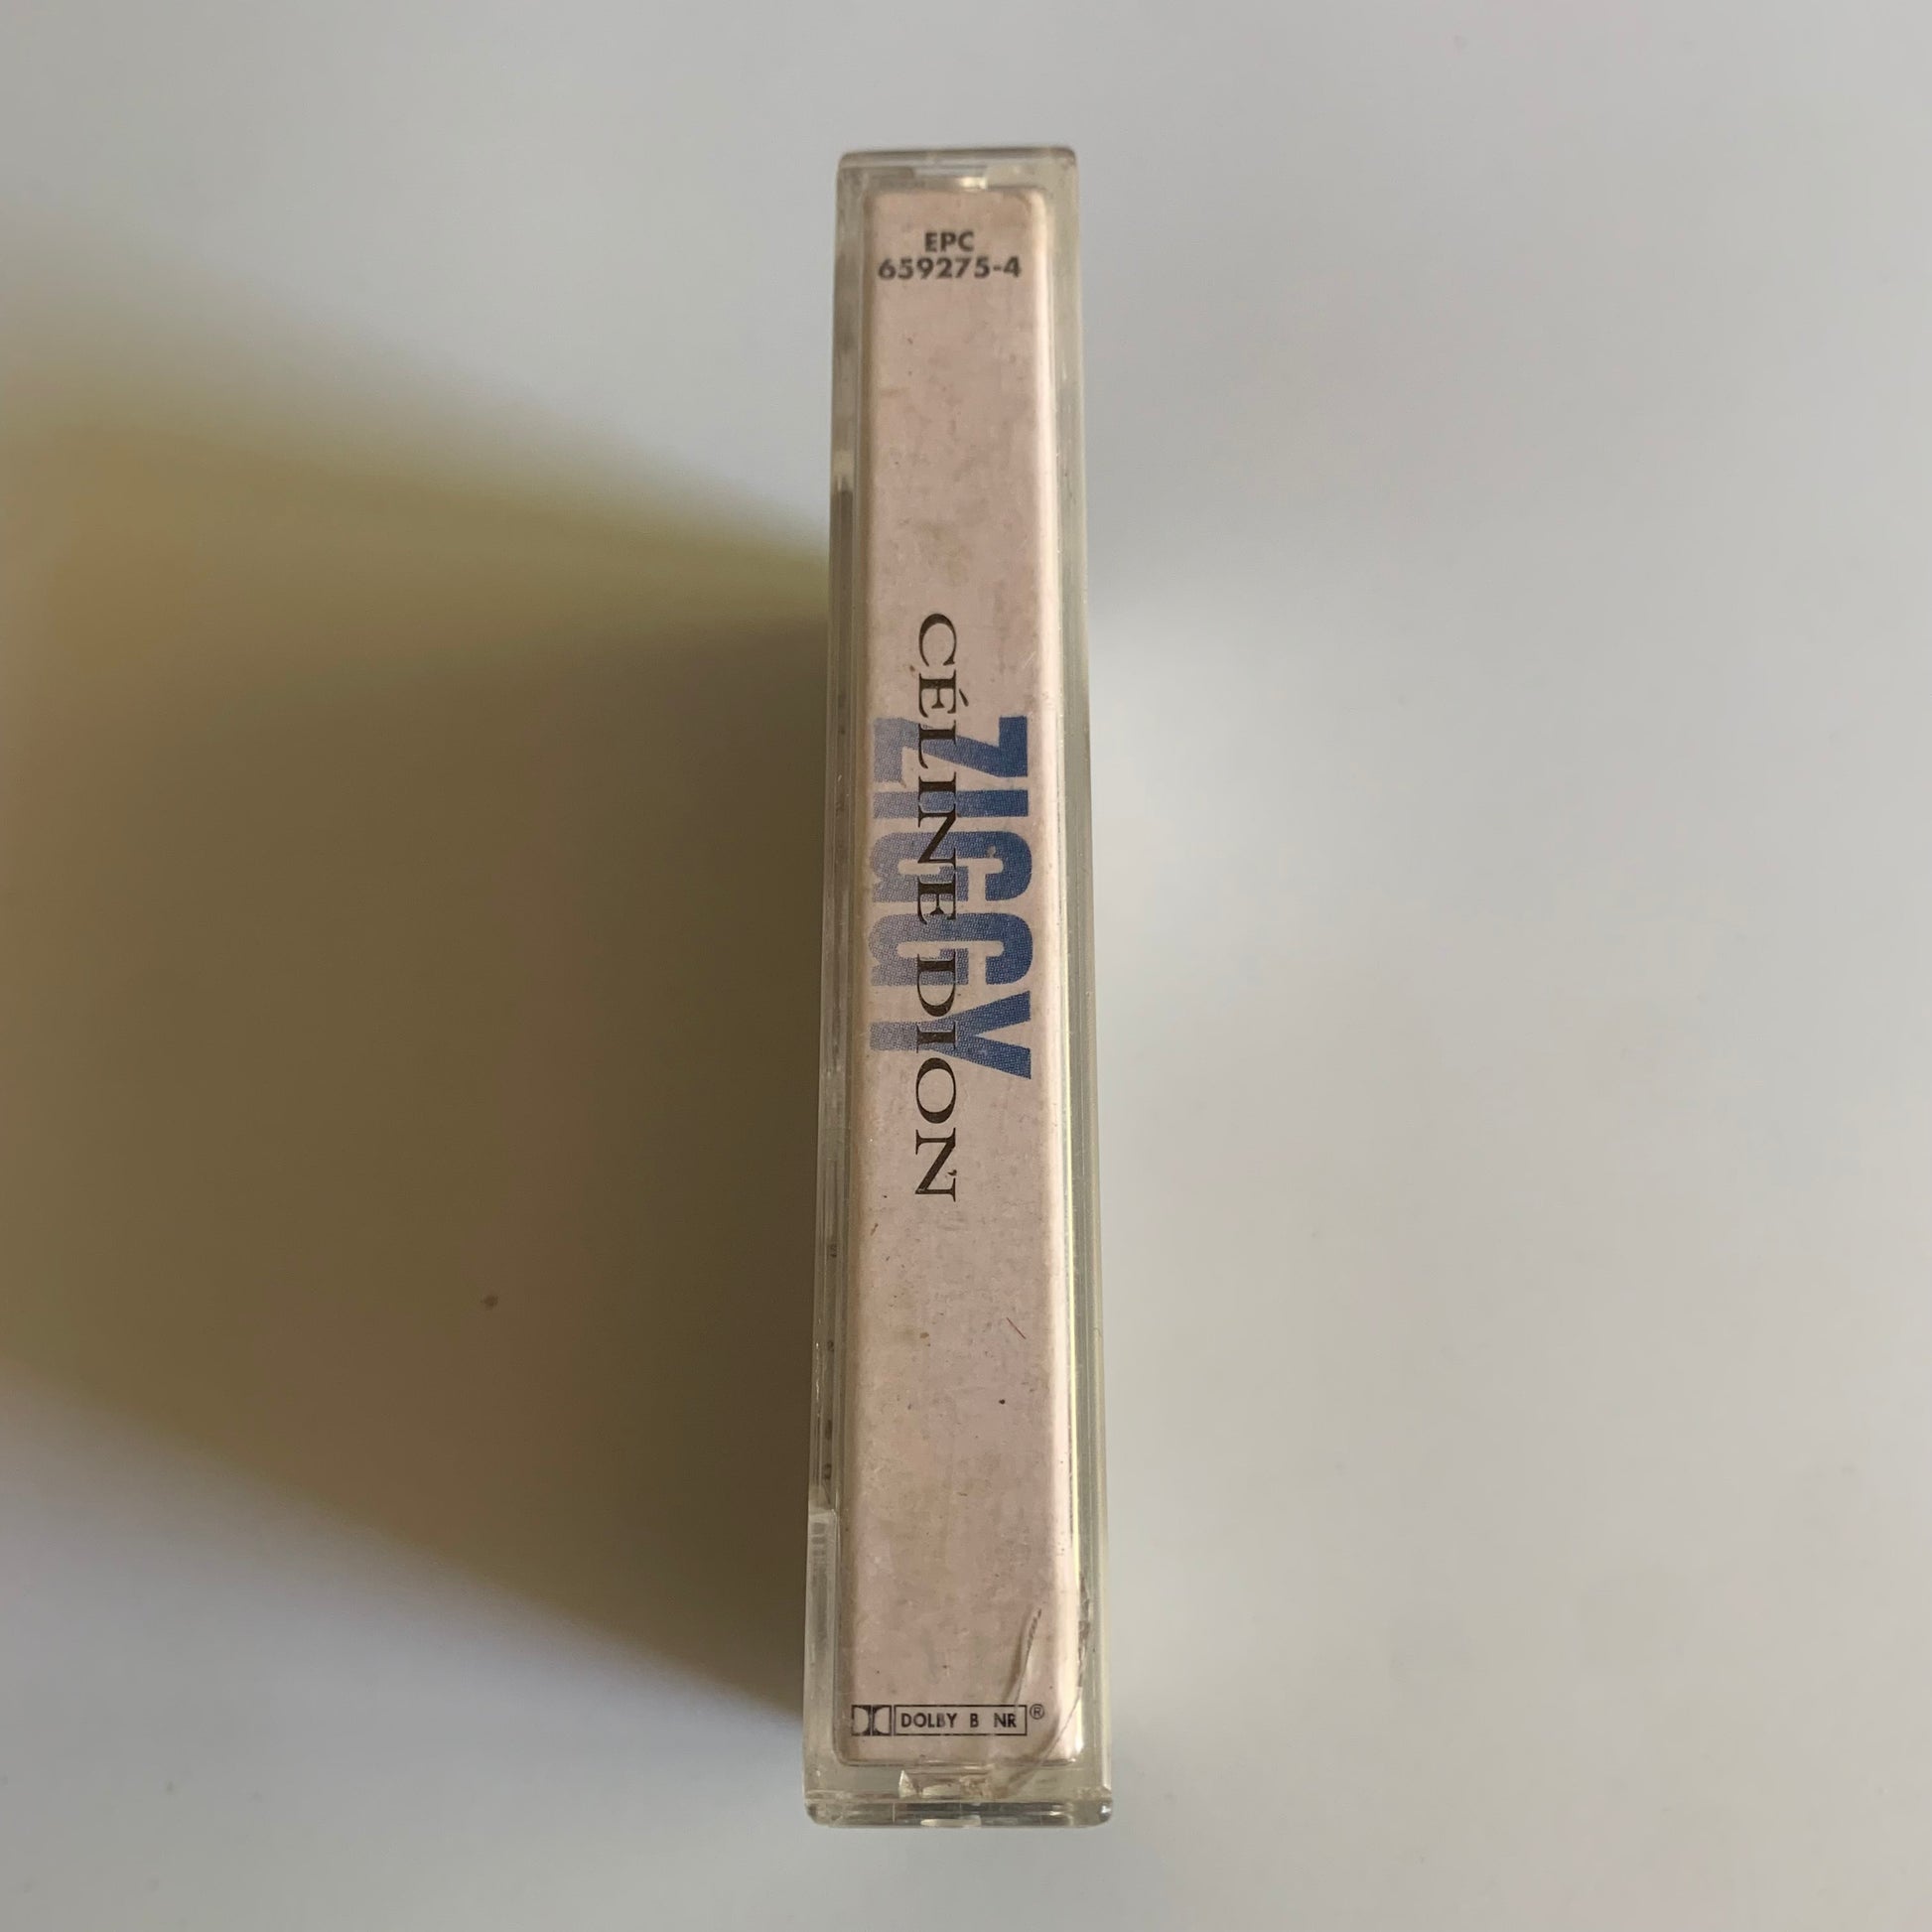 EPC
659275-4
CÉLINE DION
ZIGGY
DOLBY B NR®